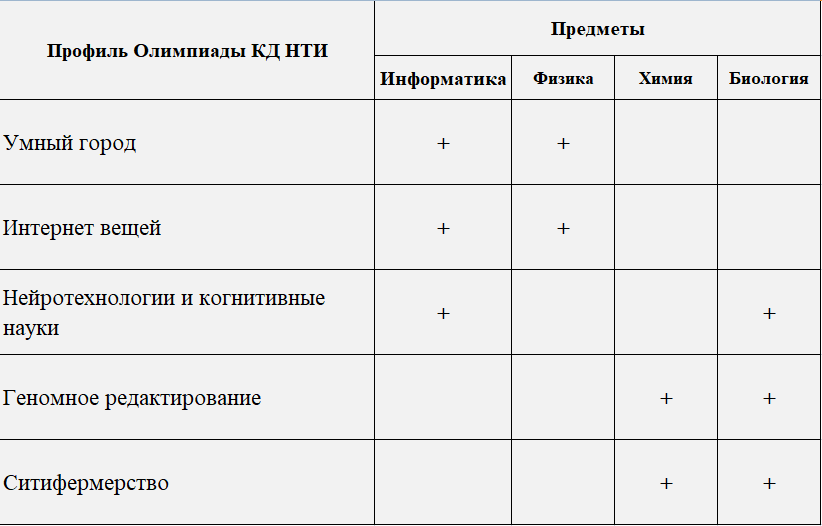 Профиль Олимпиады КД НТИ
Предметы
Информатика Физика Химия Биология
Умный город + +
Интернет вещей + +
Нейротехнологии и когнитивные
науки + +
Геномное редактирование + +
Ситифермерство + +